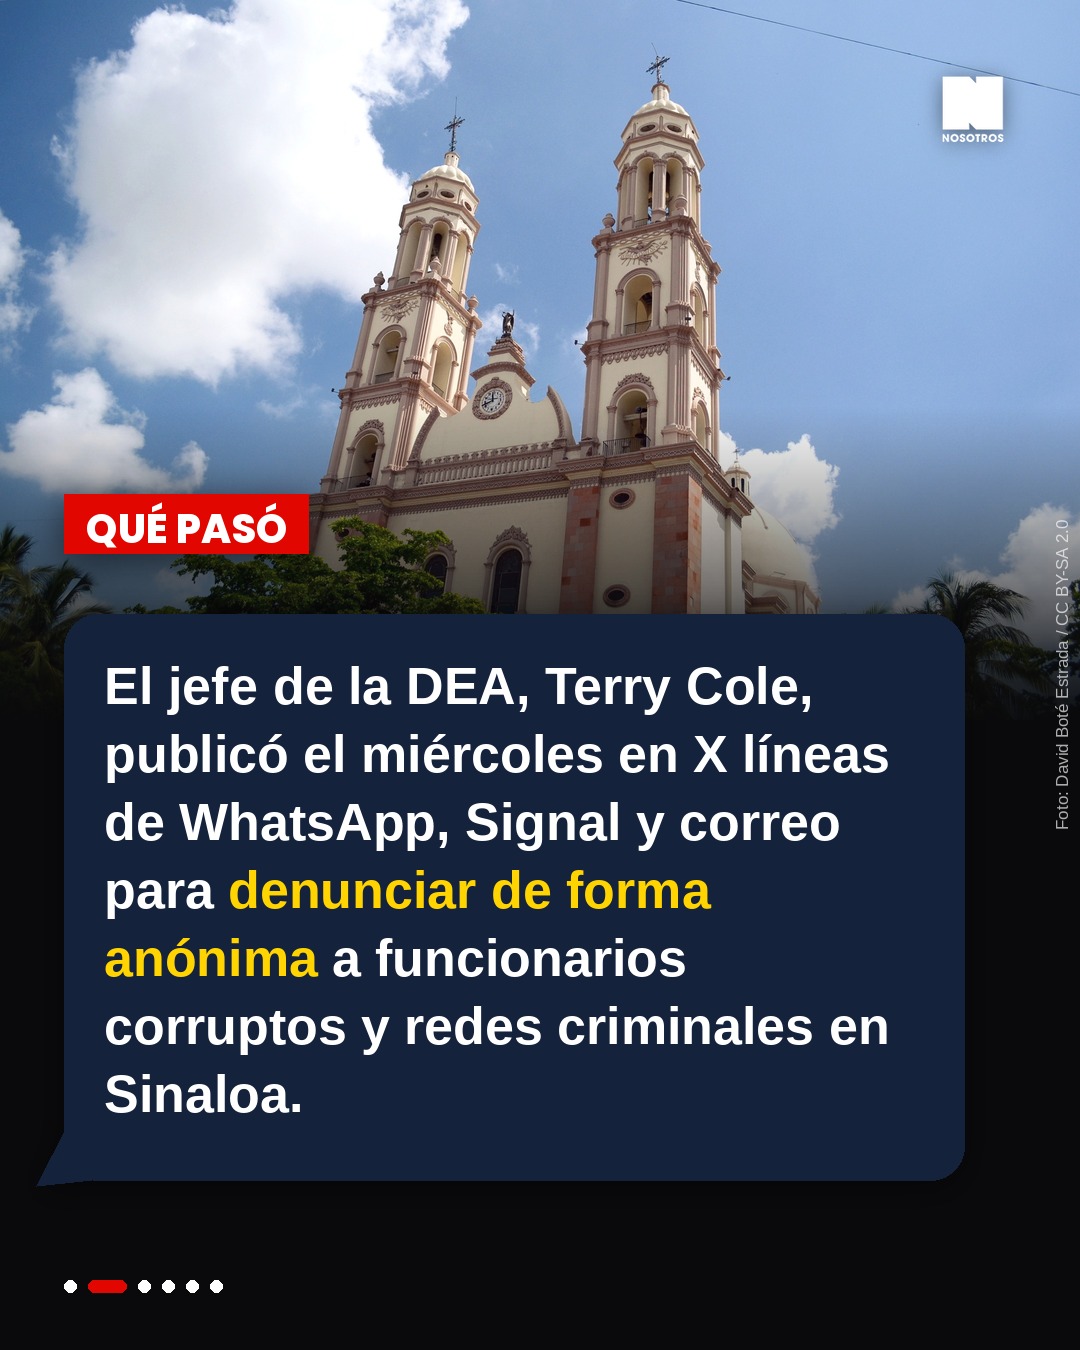 NOSOTROS
QUÉ PASÓ
El jefe de la DEA, Terry Cole,
publicó el miércoles en X líneas
de WhatsApp, Signal y correo
para denunciar de forma
anónima a funcionarios
corruptos y redes criminales en
Sinaloa.
Foto: David Boté Estrada / CC BY-SA 2.0